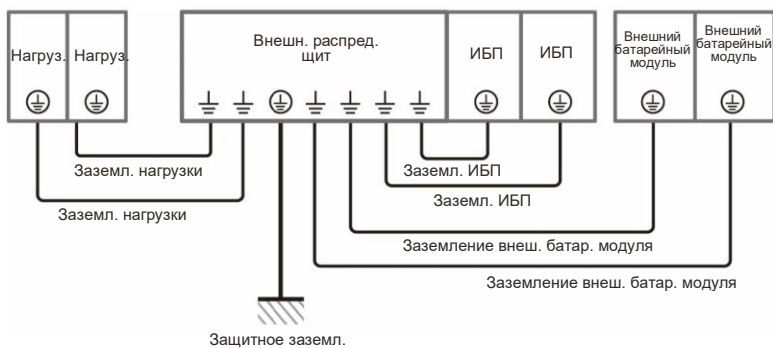 Нагруз.
Нагруз.
Внешн. распред.
щит
ИБП
ИБП
Внешний
батарейный
модуль
Внешний
батарейный
модуль
Заземл. нагрузки
Заземл. ИБП
Заземл. нагрузки
Заземл. ИБП
Заземление внеш. батар. модуля
Заземление внеш. батар. модуля
Защитное заземл.